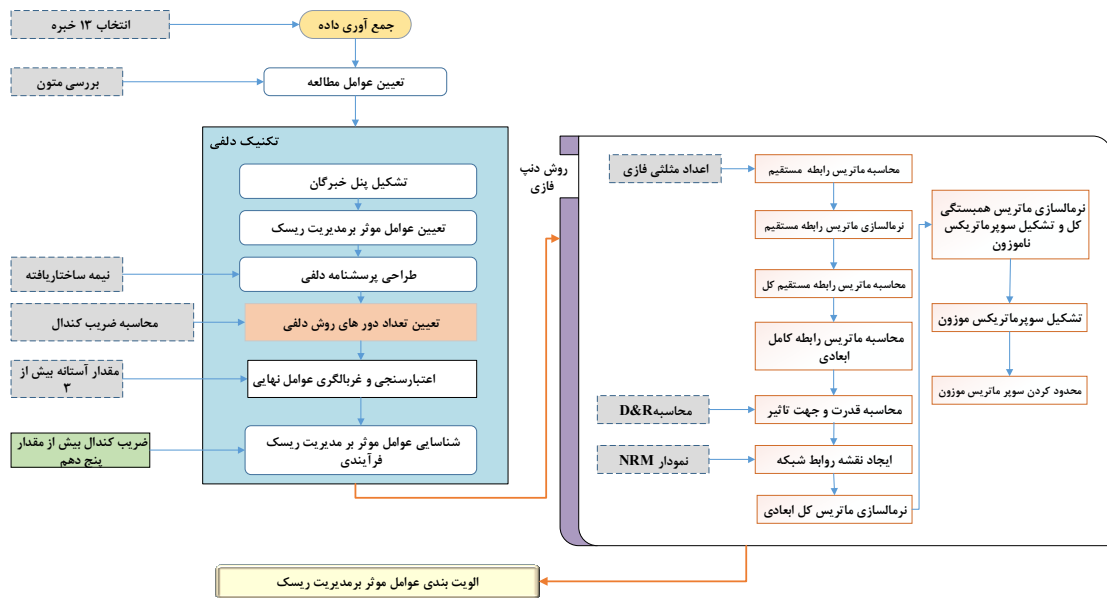 انتخاب ۱۳ خبره
جمع آوری داده
بررسی متون
تعیین عوامل مطالعه
تکنیک دلفی
تشکیل پنل خبرگان
تعیین عوامل موثر برمدیریت ریسک
نیمه ساختاریافته
طراحی پرسشنامه دلفی
محاسبه ضریب کندال
تعیین تعداد دور های روش دلفی
مقدار آستانه بیش از
۳
اعتبارسنجی و غربالگری عوامل نهایی
ضریب کندال بیش از مقدار
پنج دهم
شناسایی عوامل موثر بر مدیریت ریسک
فرآیندی
روش دنپ
فازی
اعداد مثلثی فازی
محاسبه ماتریس رابطه مستقیم
نرمالسازی ماتریس رابطه مستقیم
محاسبه ماتریس رابطه مستقیم کل
محاسبه ماتریس رابطه کامل
ابعادی
محاسبهD&R
محاسبه قدرت و جهت تاثیر
نمودار NRM
ایجاد نقشه روابط شبکه
نرمالسازی ماتریس کل ابعادی
نرمالسازی ماتریس همبستگی
کل و تشکیل سوپرماتریکس
ناموزون
تشکیل سوپرماتریکس موزون
محدود کردن سوپر ماتریس موزون
الویت بندی عوامل موثر برمدیریت ریسک